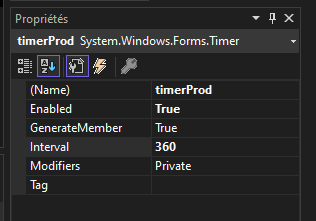 Propriétés
timerProd System.Windows.Forms.Timer
(Name) timerProd
Enabled True
GenerateMember True
Interval 360
Modifiers Private
Tag